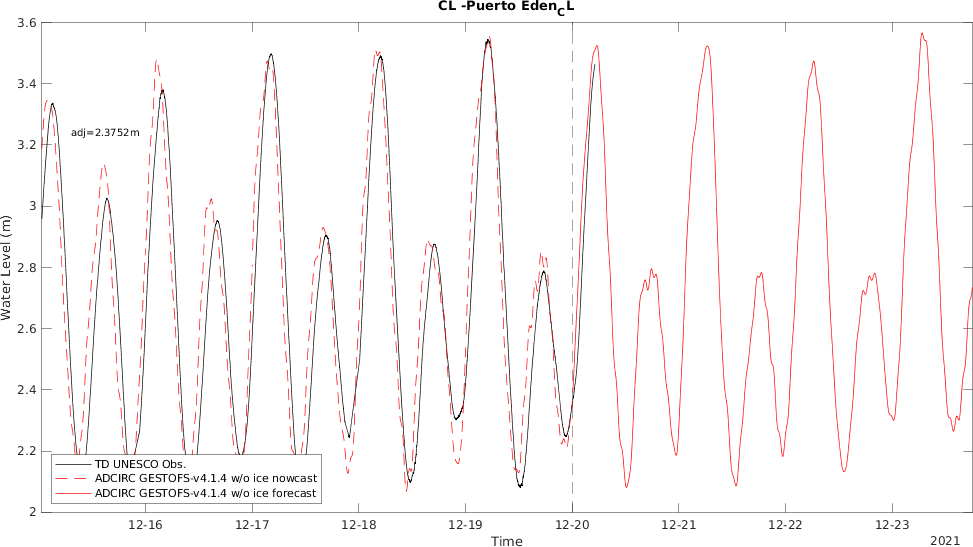 CL -Puerto Eden_CL
3.6
3.4
adj=2.3752m
3.2
3
2.8
2.6
2.4
2.2
2
Water Level (m)
TD UNESCO Obs.
ADCIRC GESTOFS-v4.1.4 w/o ice nowcast
ADCIRC GESTOFS-v4.1.4 w/o ice forecast
12-16 12-17 12-18 12-19 12-20 12-21 12-22 12-23
Time
2021